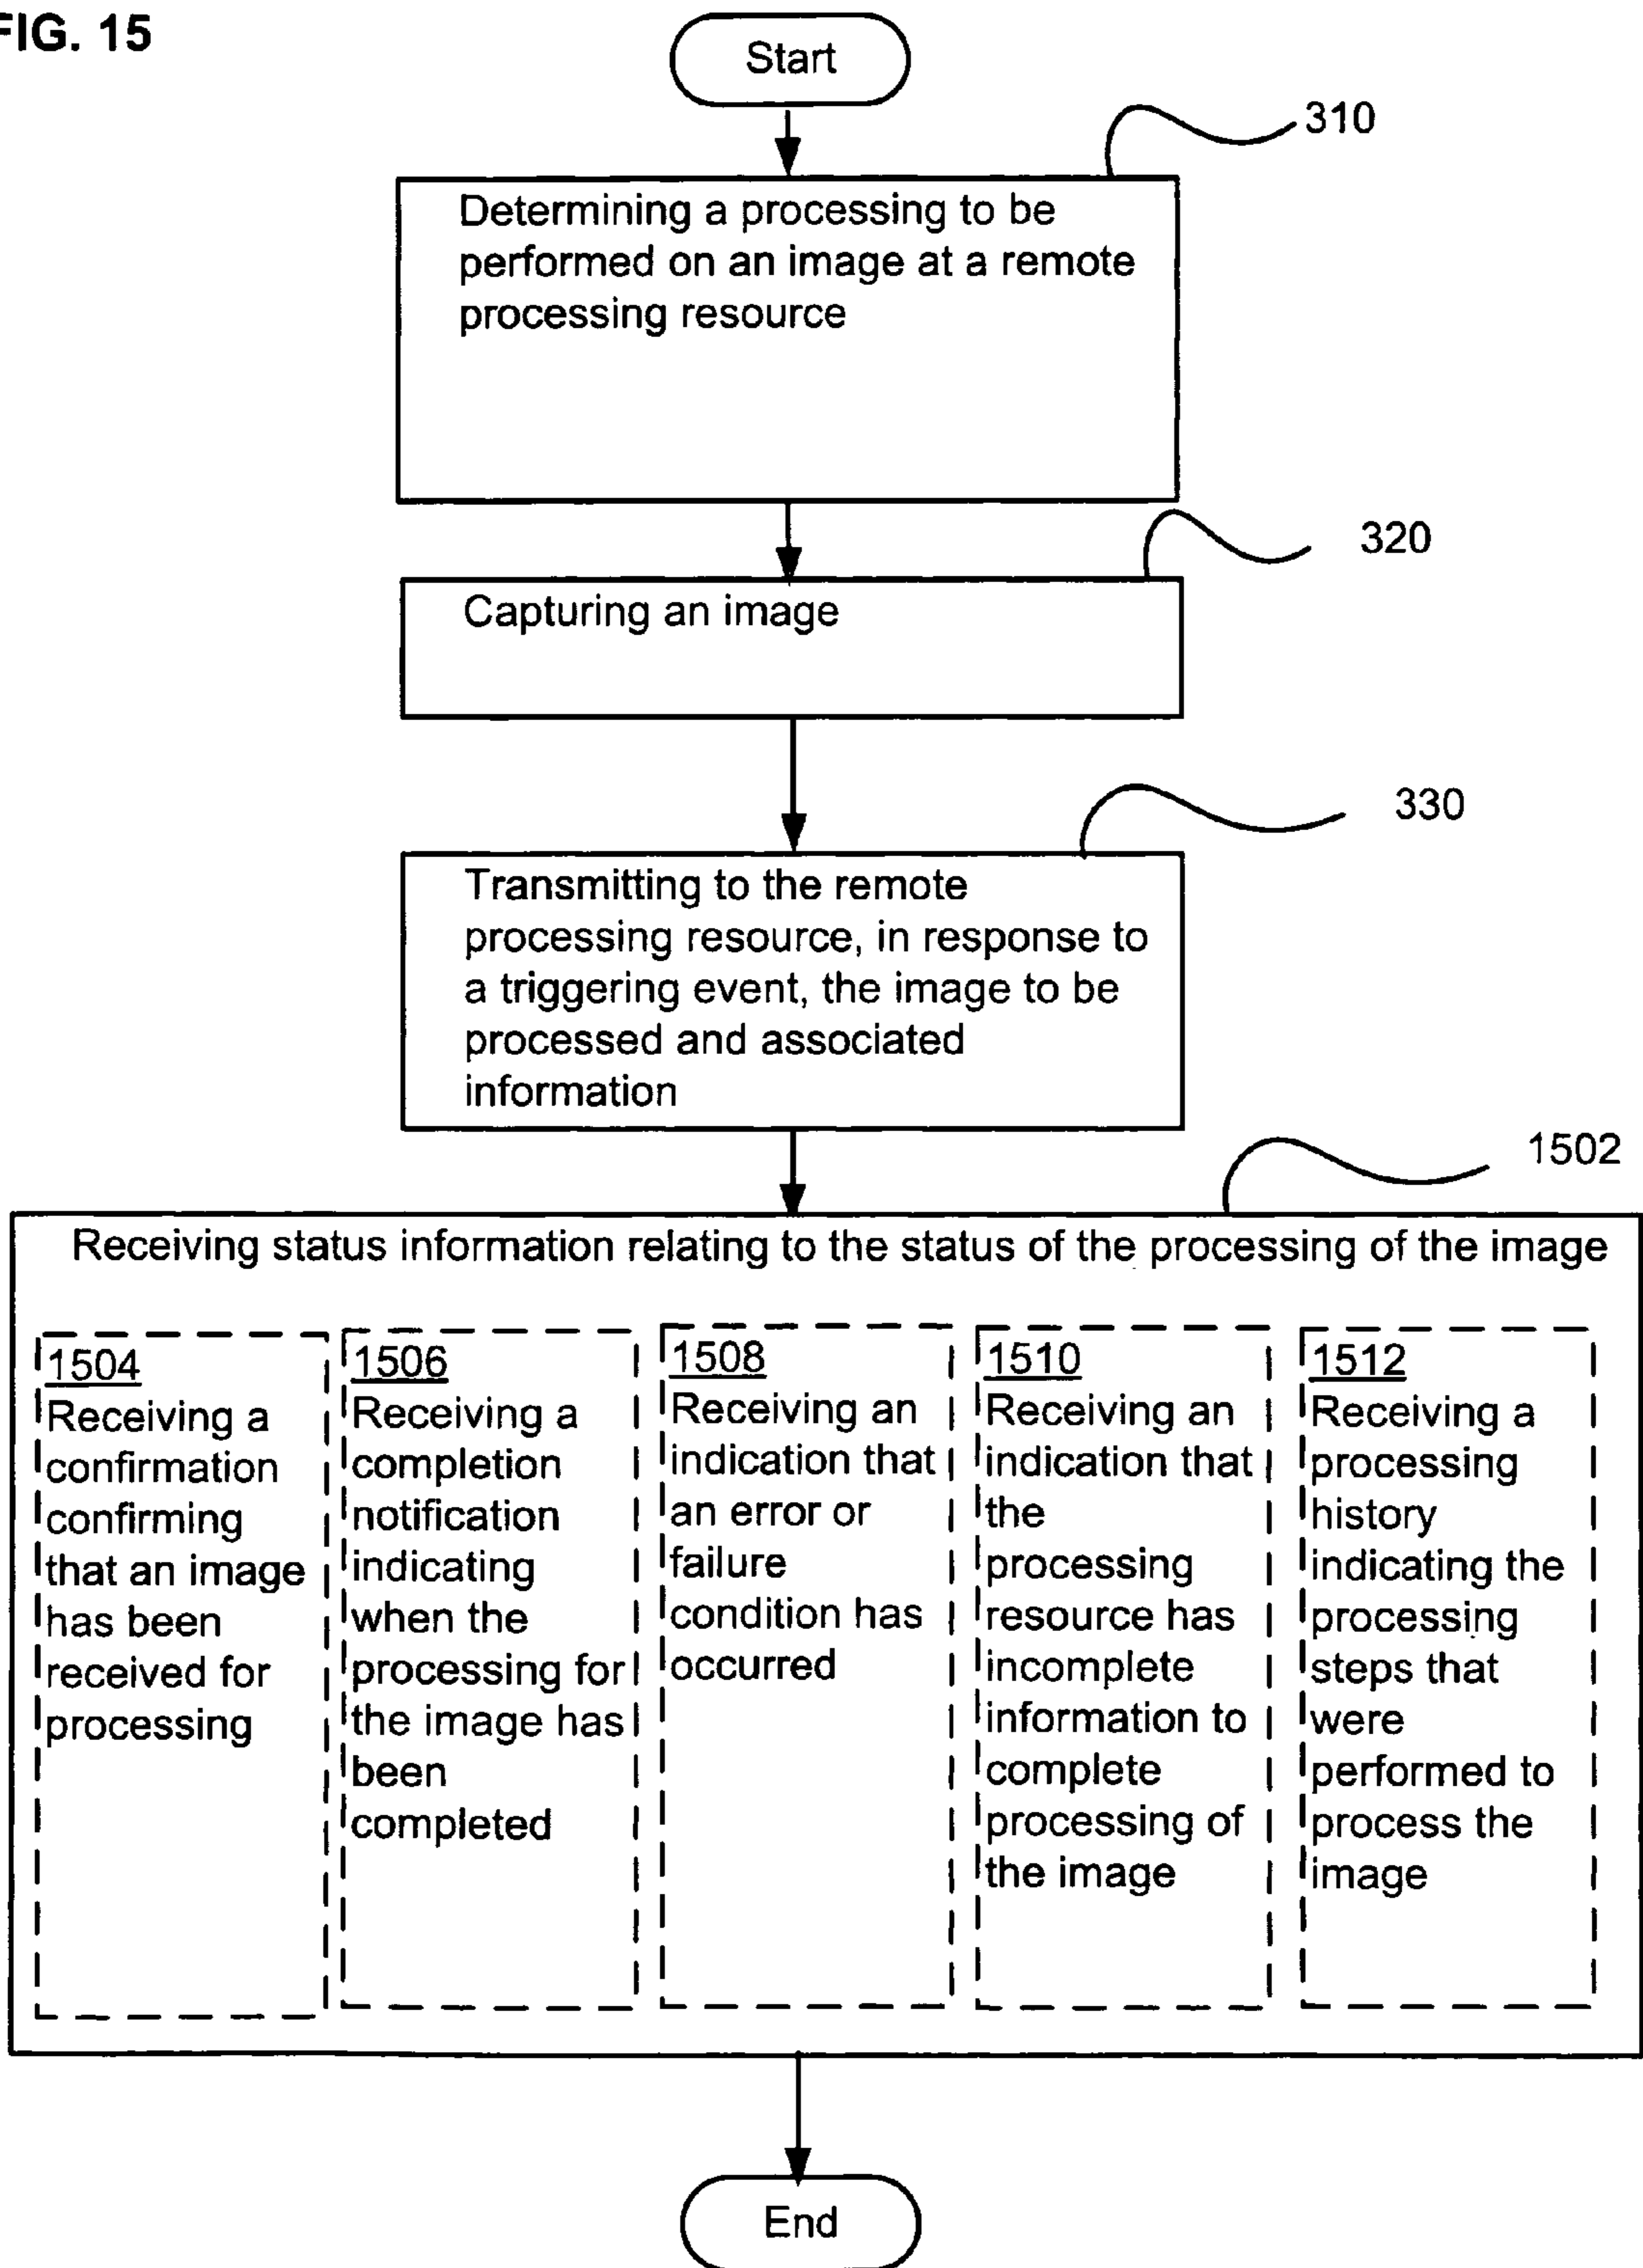 FIG. 15
Start
310
Determining a processing to be
performed on an image at a remote
processing resource
320
Capturing an image
330
Transmitting to the remote
processing resource, in response to
a triggering event, the image to be
processed and associated
information
1502
Receiving status information relating to the status of the processing of the image
1504
Receiving a
confirmation
confirming
that an image
has been
received for
processing
1506
Receiving a
completion
notification
indicating
when the
processing for
the image has
been
completed
1508
Receiving an
indication that
an error or
failure
condition has
occurred
1510
Receiving an
indication that
the
processing
resource has
incomplete
information to
complete
processing of
the image
1512
Receiving a
processing
history
indicating the
processing
steps that
were
performed to
process the
image
End